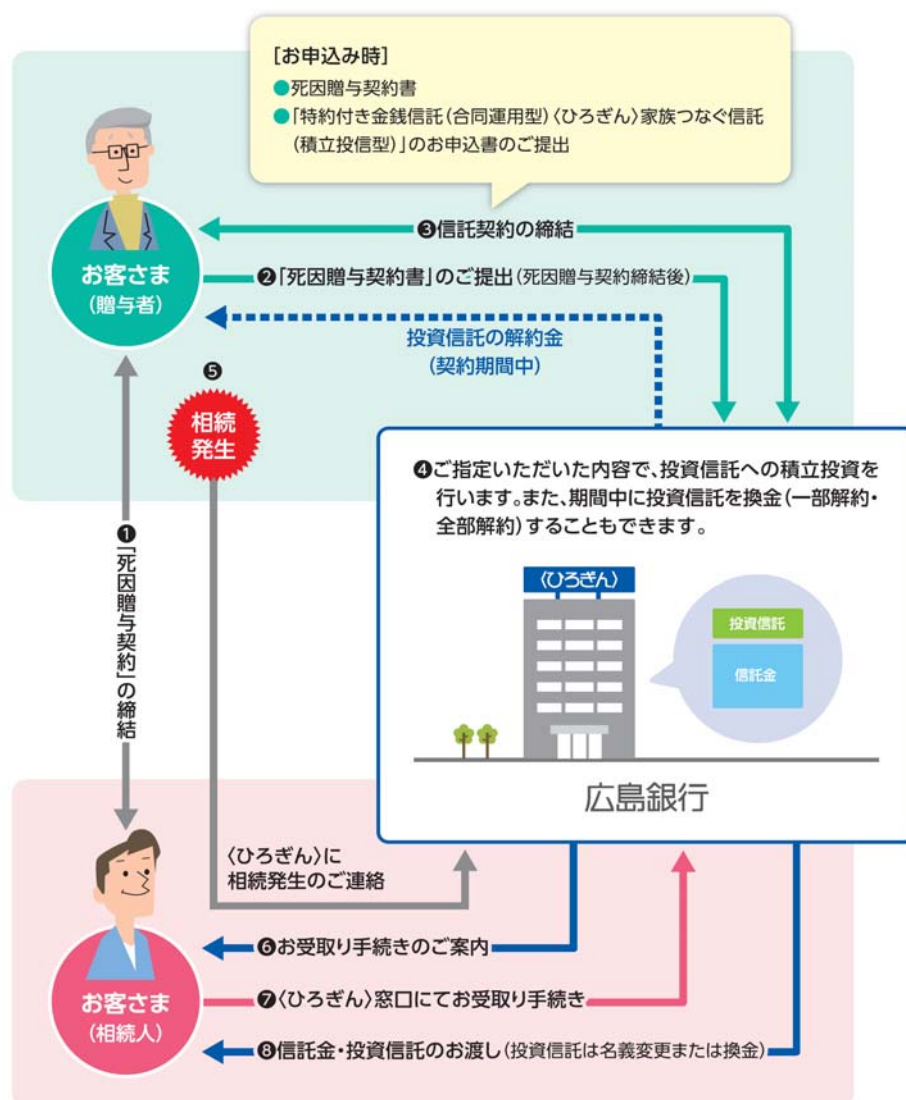 [お申込み時]
●死因贈与契約書
●「特約付き金銭信託(合同運用型)〈ひろぎん〉家族つなぐ信託
(積立投信型)」のお申込書のご提出
❸信託契約の締結
お客さま
(贈与者)
❷「死因贈与契約書」のご提出(死因贈与契約締結後)
投資信託の解約金
(契約期間中)
❺
相続
発生
❹ご指定いただいた内容で、投資信託への積立投資を
行います。また、期間中に投資信託を換金(一部解約・
全部解約)することもできます。
〈ひろぎん〉
投資信託
信託金
広島銀行
❶「死因贈与契約」の締結
〈ひろぎん〉に
相続発生のご連絡
❻お受取り手続きのご案内
お客さま
(相続人)
❼〈ひろぎん〉窓口にてお受取り手続き
❽信託金・投資信託のお渡し(投資信託は名義変更または換金)